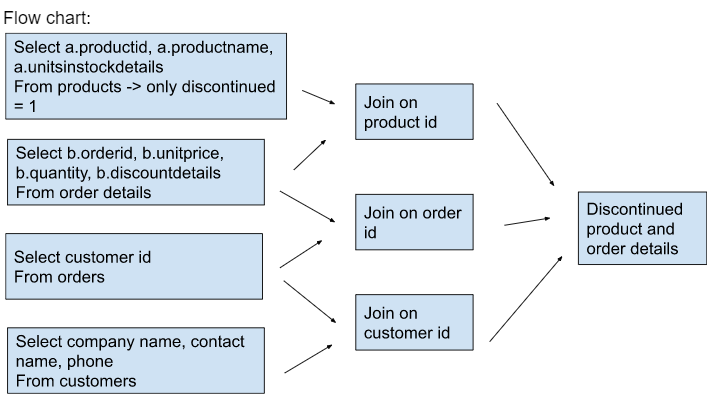 Flow chart:
Select a.productid, a.productname,
a.unitsinstockdetails
From products -> only discontinued
= 1
Select b.orderid, b.unitprice,
b.quantity, b.discountdetails
From order details
Select customer id
From orders
Select company name, contact
name, phone
From customers
Join on
product id
Join on order
id
Join on
customer id
Discontinued
product and
order details